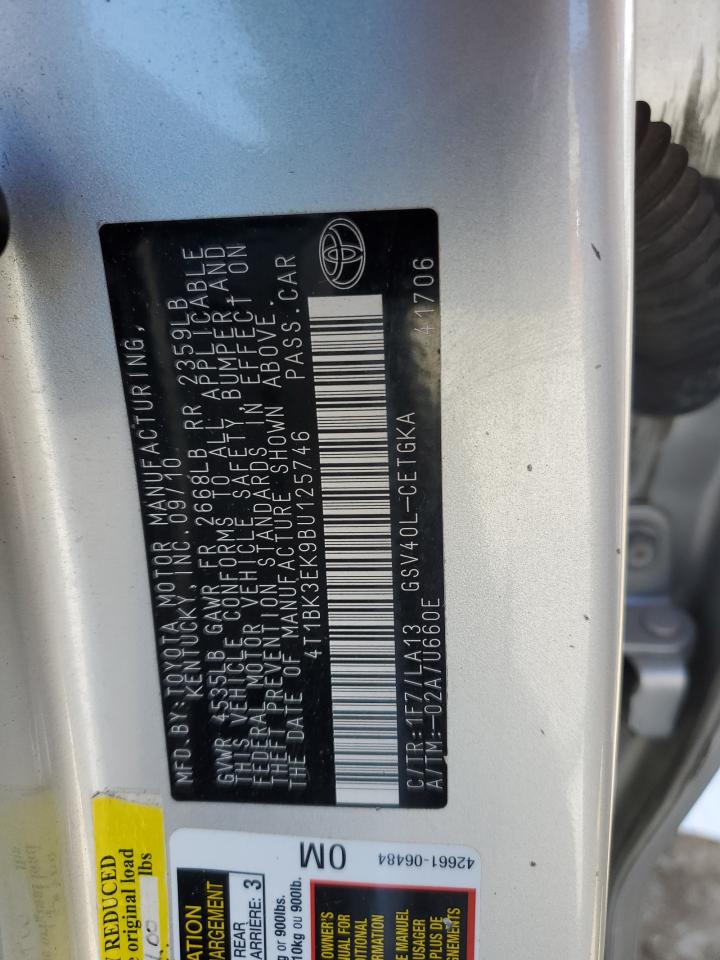 MFD. BY: TOYOTA MOTOR MANUFACTURING,
KENTUCKY, INC. 09/10
GVWR 4535LB GAWR FR 2668LB RR 2359LB
THIS VEHICLE CONFORMS TO ALL APPLICABLE
FEDERAL MOTOR VEHICLE SAFETY, BUMPER, AND
THEFT PREVENTION STANDARDS IN EFFECT ON
THE DATE OF MANUFACTURE SHOWN ABOVE.
4T1BK3EK9BU125746 PASS. CAR
C/TR:1F7/LA13 GSV40L-CETGKA
A/TM:-02A/U660E 41706
REDUCED
original load
lbs
ATION
ARGEMENT
REAR
ARRIÈRE: 3
g or 900lbs.
10kg ou 900lb.
OM
42661-06484
OWNER'S
UAL FOR
ITIONAL
RMATION
E MANUEL
USAGER
PLUS DE
GNEMENTS